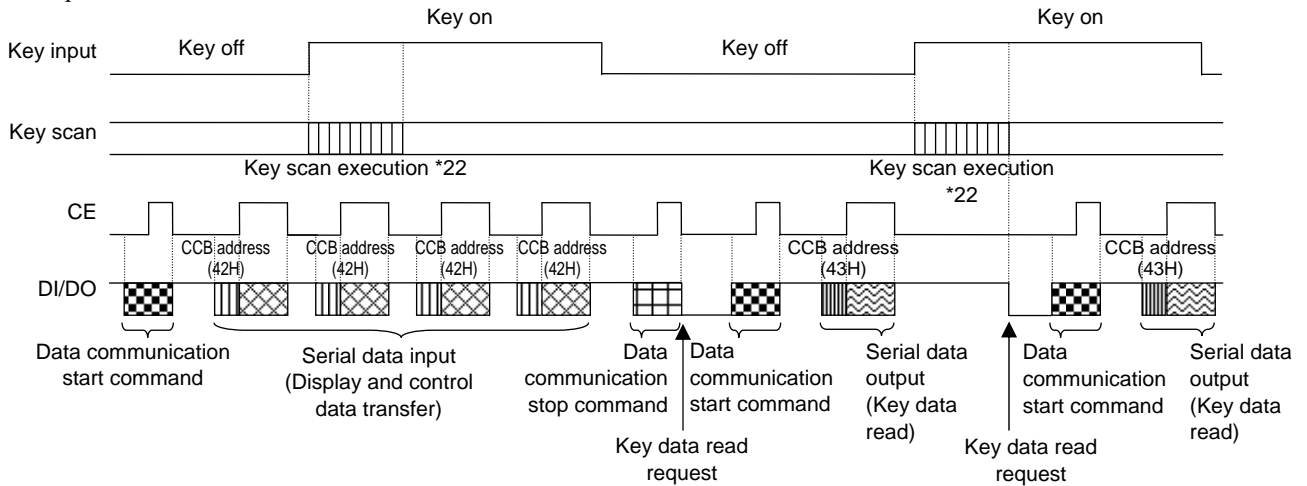 Key on
Key on
Key input
Key off
Key off
Key scan
Key scan execution *22
Key scan execution
*22
CE
CCB address
(42H)
CCB address
(42H)
CCB address
(42H)
CCB address
(42H)
CCB address
(43H)
CCB address
(43H)
DI/DO
Data communication
start command
Serial data input
(Display and control
data transfer)
Data
communication
stop command
Data
communication
start command
Serial data
output
(Key data
read)
Data
communication
start command
Serial data
output
(Key data
read)
Key data read
request
Key data read
request